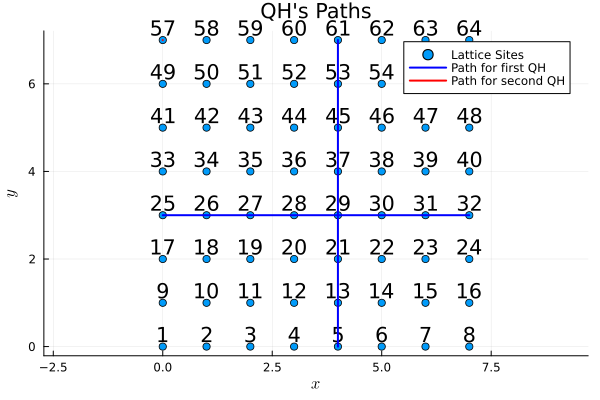 QH's Paths
57 58 59 60 61 62 63 64
Lattice Sites
Path for first QH
Path for second QH
6 49 50 51 52 53 54
41 42 43 44 45 46 47 48
4 33 34 35 36 37 38 39 40
y
25 26 27 28 29 30 31 32
2 17 18 19 20 21 22 23 24
9 10 11 12 13 14 15 16
0 1 2 3 4 5 6 7 8
−2.5 0.0 2.5 5.0 7.5
x